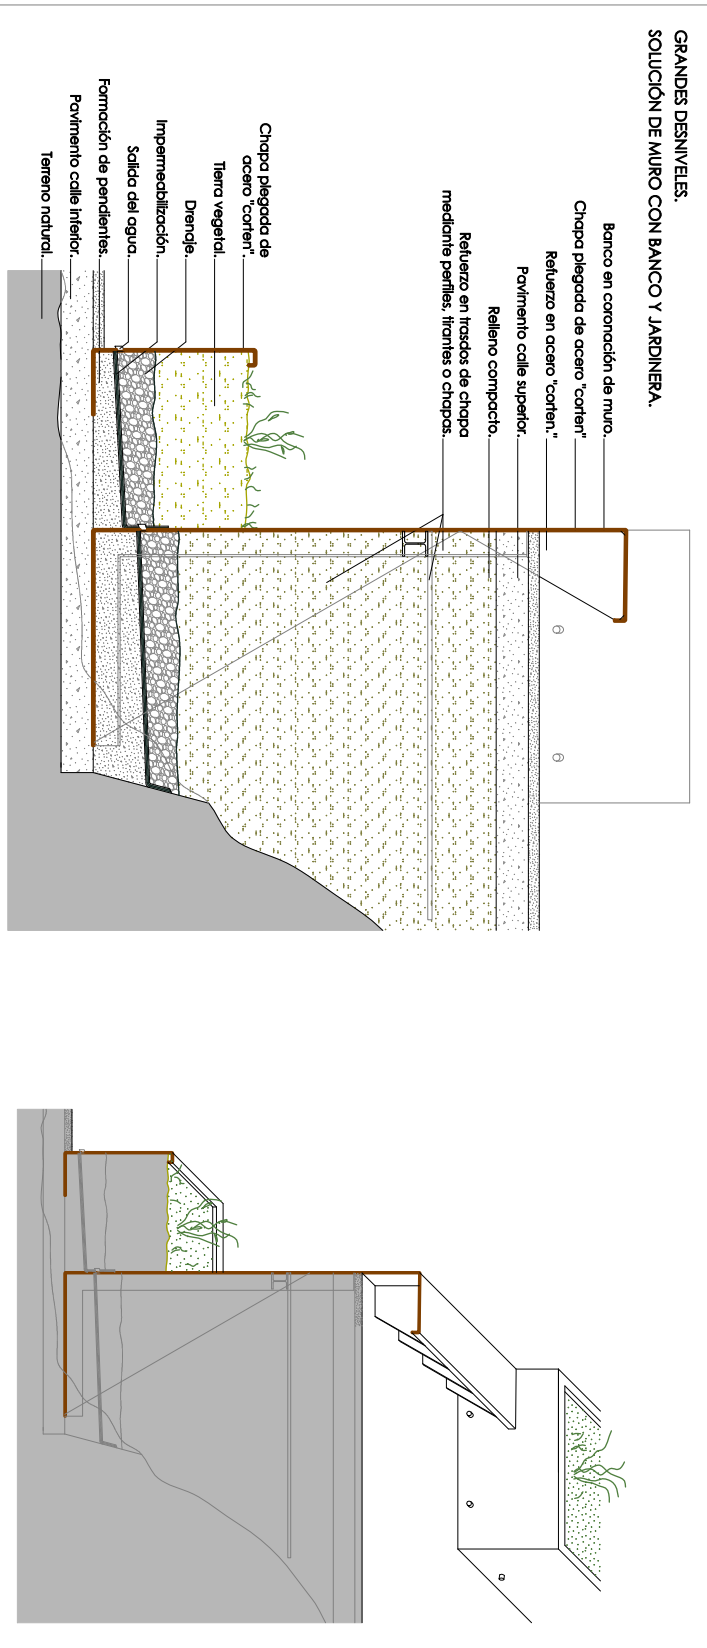 GRANDES DESNIVELES.
SOLUCIÓN DE MURO CON BANCO Y JARDINERA.
Banco en coronación de muro.
Chapa plegada de acero "corten"
Refuerzo en acero "corten."
Pavimento calle superior.
Relleno compacto.
Refuerzo en trasdos de chapa
mediante perfiles, tirantes o chapas.
Chapa plegada de
acero "corten".
Tierra vegetal.
Drenaje.
Impermeabilización.
Salida del agua.
Formación de pendientes.
Pavimento calle inferior.
Terreno natural.